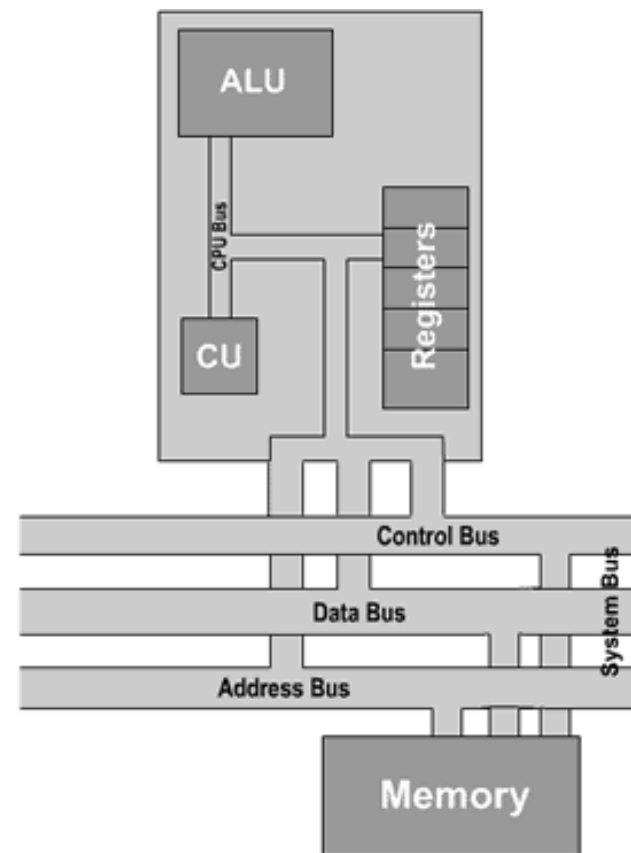 ALU
CPU Bus
Registers
CU
Control Bus
System Bus
Data Bus
Address Bus
Memory